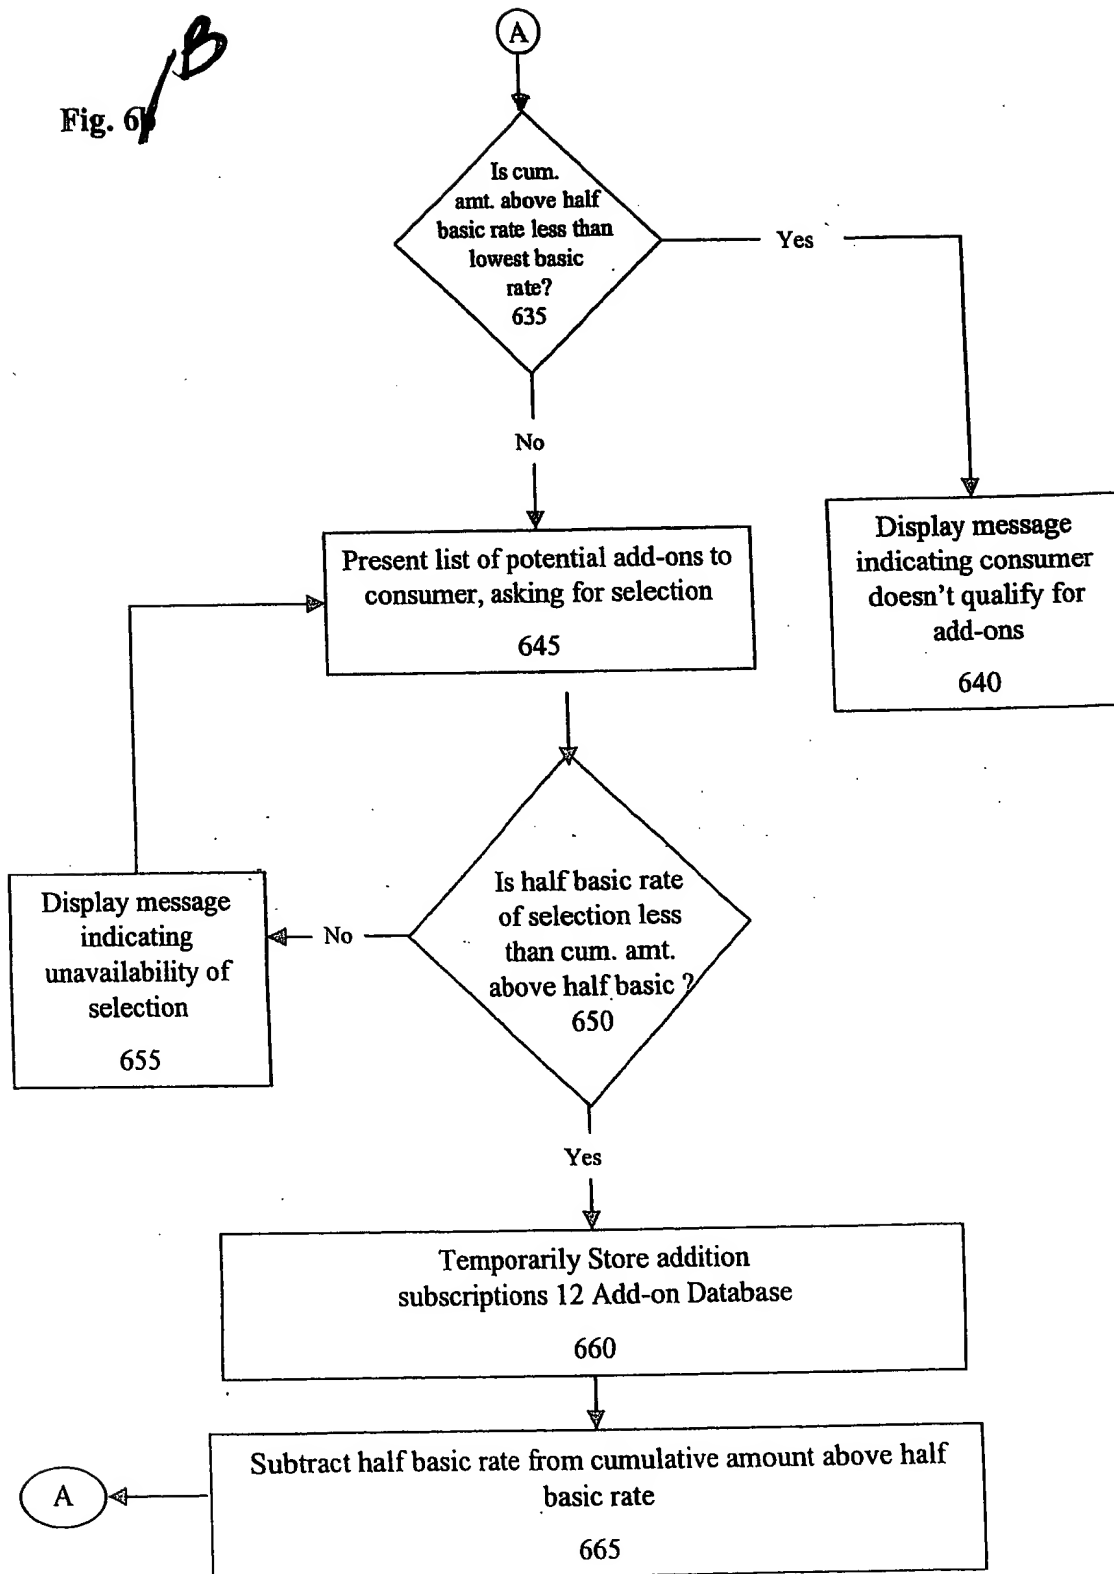 B
Fig. 6
A
Is cum.
amt. above half
basic rate less than
lowest basic
rate?
635
Yes
No
Present list of potential add-ons to
consumer, asking for selection
645
Display message
indicating consumer
doesn't qualify for
add-ons
640
Is half basic rate
of selection less
than cum. amt.
above half basic ?
650
No
Display message
indicating
unavailability of
selection
655
Yes
Temporarily Store addition
subscriptions 12 Add-on Database
660
Subtract half basic rate from cumulative amount above half
basic rate
665
A